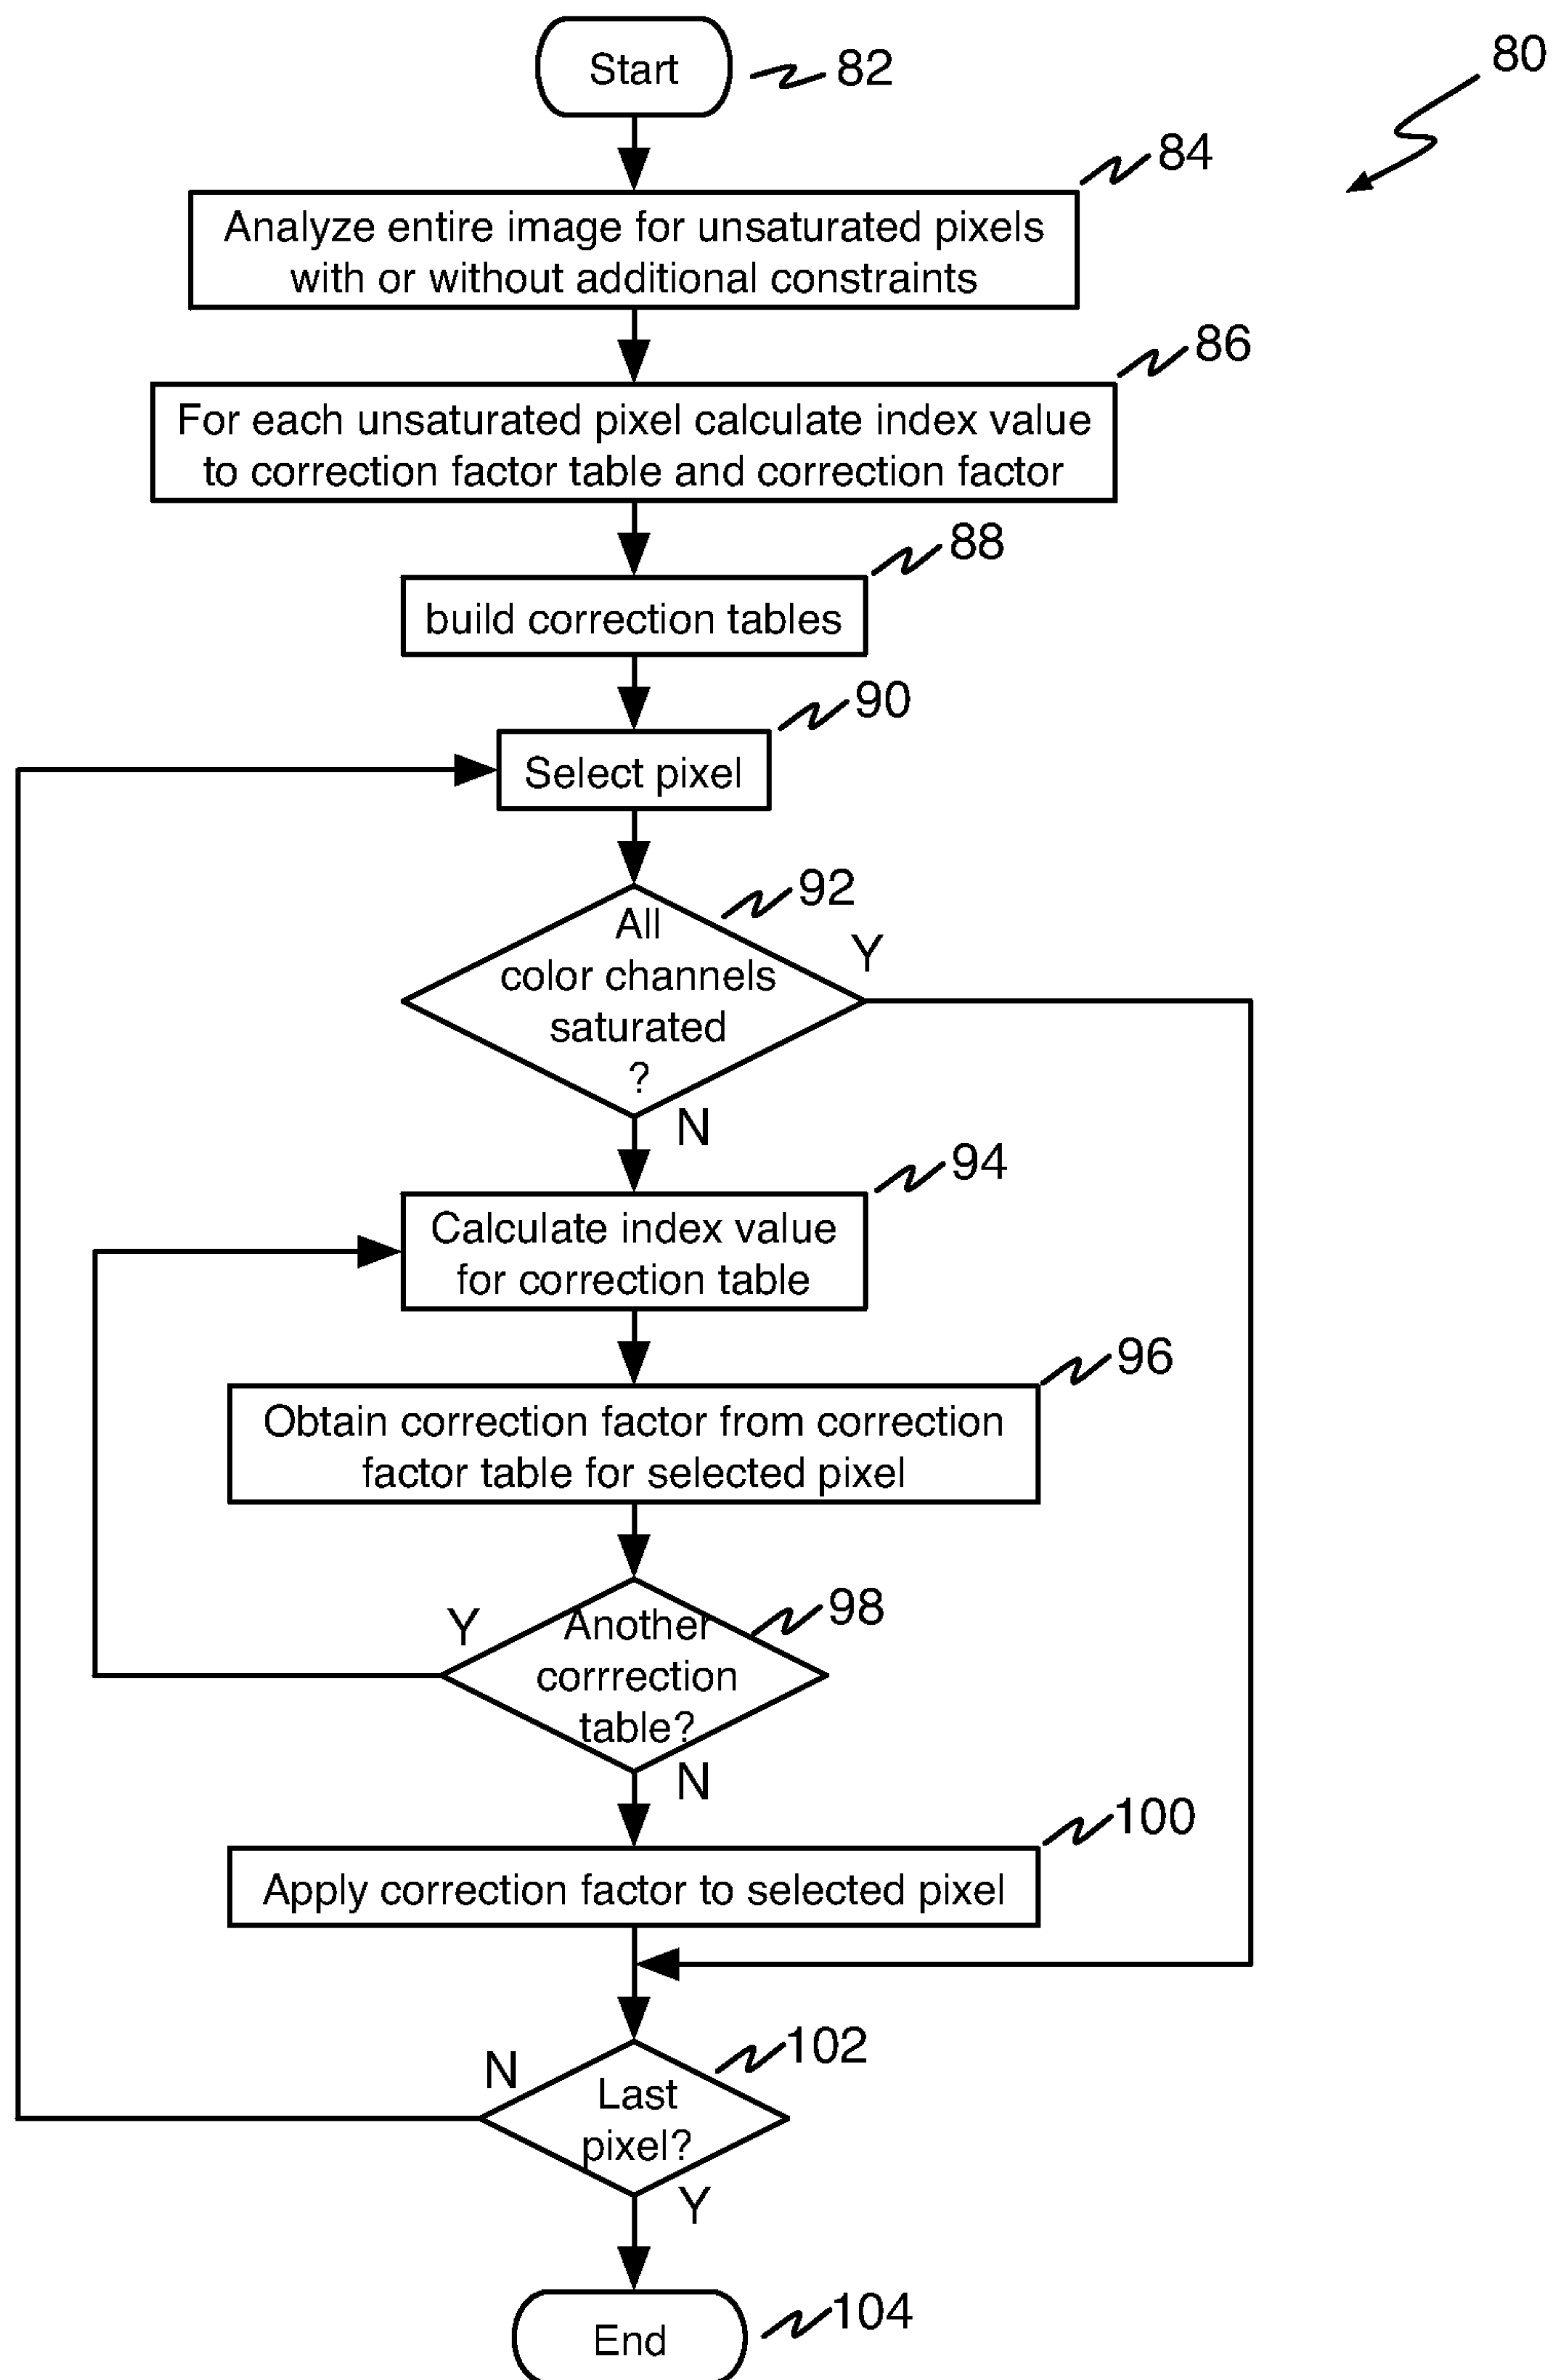 80
Start
82
84
Analyze entire image for unsaturated pixels
with or without additional constraints
86
For each unsaturated pixel calculate index value
to correction factor table and correction factor
88
build correction tables
90
Select pixel
92
All
color channels
saturated
?
Y
N
94
Calculate index value
for correction table
96
Obtain correction factor from correction
factor table for selected pixel
98
Y
Another
corrrection
table?
N
100
Apply correction factor to selected pixel
102
N
Last
pixel?
Y
104
End